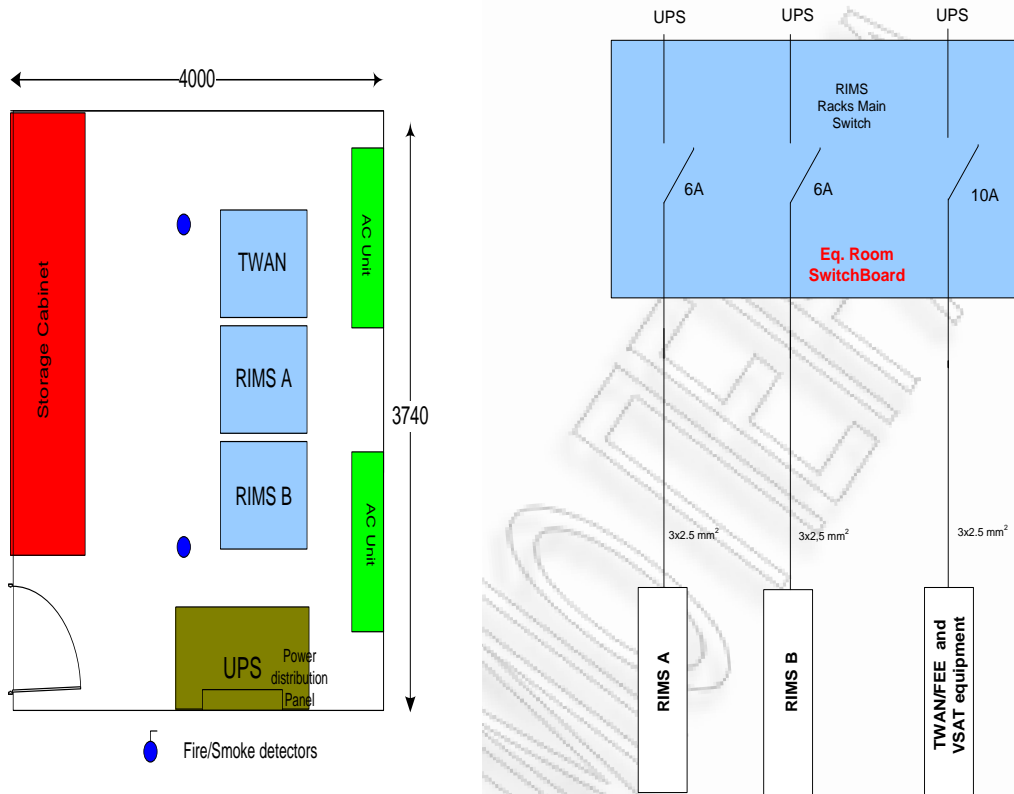 4000
Storage Cabinet
TWAN
RIMS A
RIMS B
AC Unit
AC Unit
3740
UPS
Power
distribution
Panel
Fire/Smoke detectors
UPS
UPS
UPS
RIMS
Racks Main
Switch
6A
6A
10A
Eq. Room
SwitchBoard
3x2.5 mm²
3x2,5 mm²
3x2.5 mm²
RIMS A
RIMS B
TWAN/FEE and
VSAT equipment